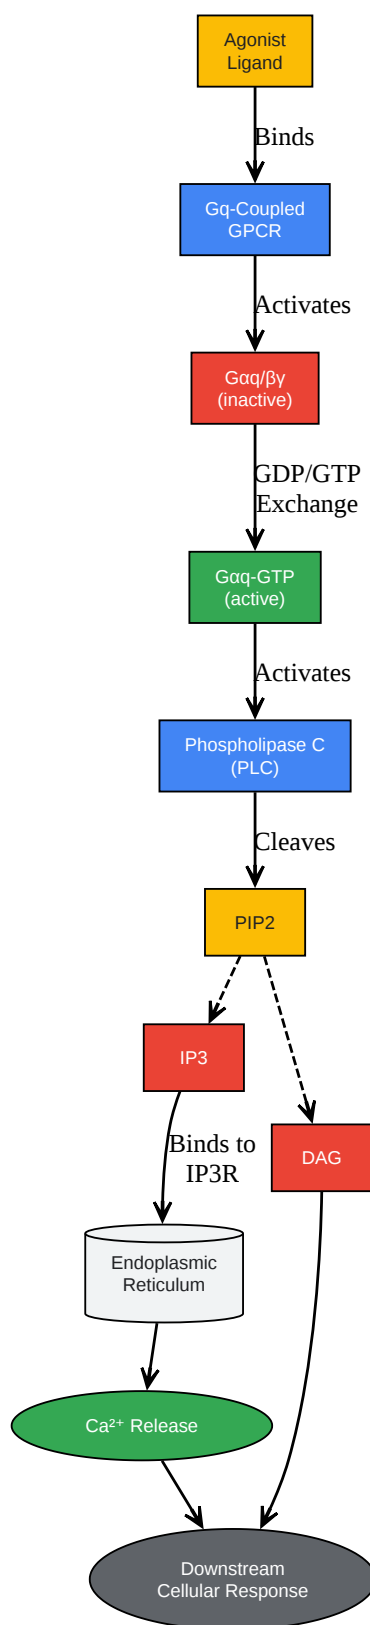 Agonist
Ligand
Binds
Gq-Coupled
GPCR
Activates
Gαq/βγ
(inactive)
GDP/GTP
Exchange
Gαq-GTP
(active)
Activates
Phospholipase C
(PLC)
Cleaves
PIP2
IP3
Binds to
IP3R
DAG
Endoplasmic
Reticulum
Ca²⁺ Release
Downstream
Cellular Response